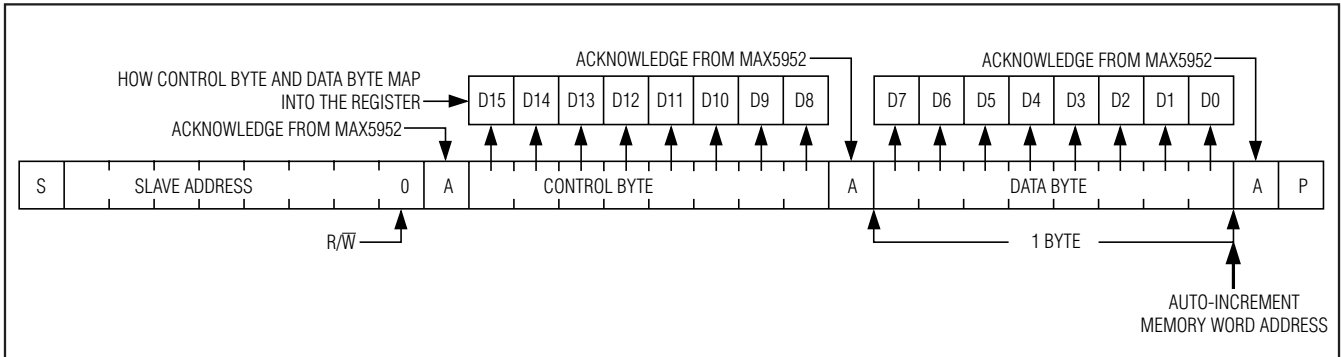 ACKNOWLEDGE FROM MAX5952
ACKNOWLEDGE FROM MAX5952
HOW CONTROL BYTE AND DATA BYTE MAP
INTO THE REGISTER
D15 D14 D13 D12 D11 D10 D9 D8
D7 D6 D5 D4 D3 D2 D1 D0
ACKNOWLEDGE FROM MAX5952
S SLAVE ADDRESS 0 A CONTROL BYTE A DATA BYTE A P
R/W̅
1 BYTE
AUTO-INCREMENT
MEMORY WORD ADDRESS